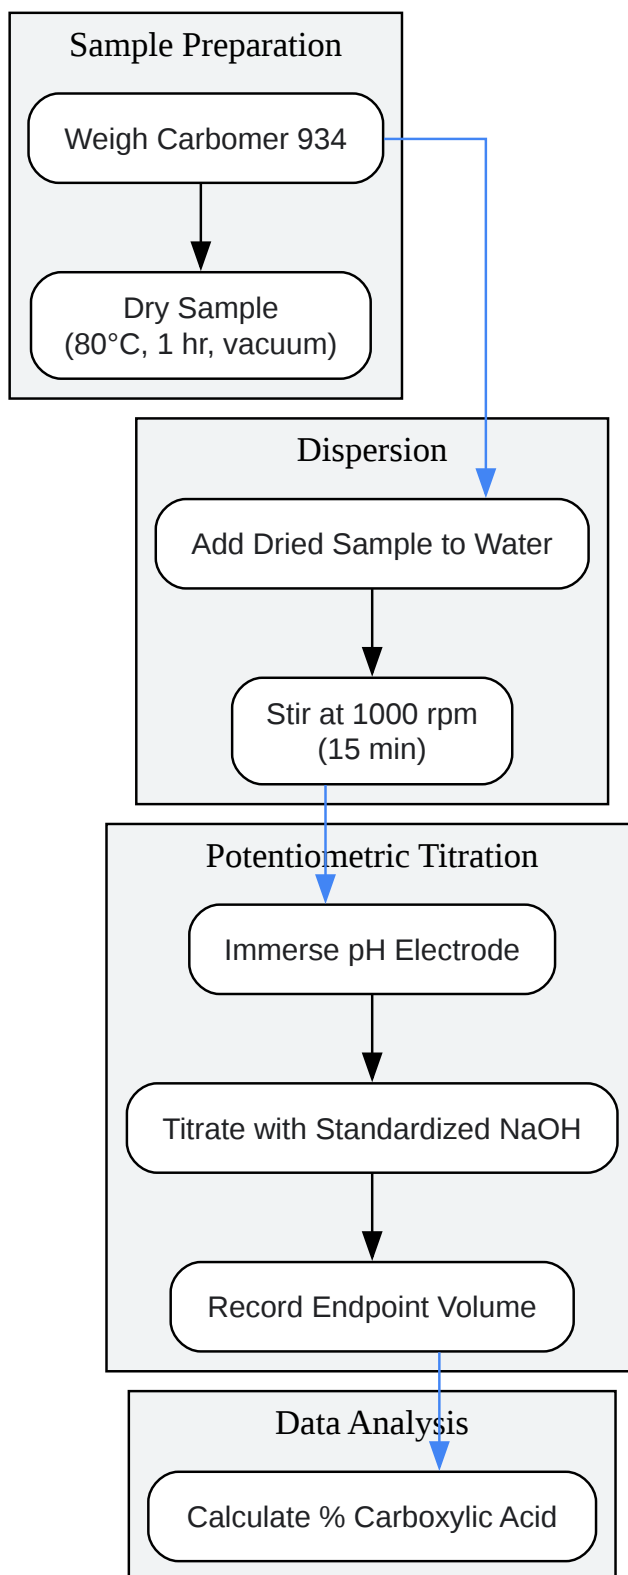 Sample Preparation
Weigh Carbomer 934
Dry Sample
(80°C, 1 hr, vacuum)
Dispersion
Add Dried Sample to Water
Stir at 1000 rpm
(15 min)
Potentiometric Titration
Immerse pH Electrode
Titrate with Standardized NaOH
Record Endpoint Volume
Data Analysis
Calculate % Carboxylic Acid